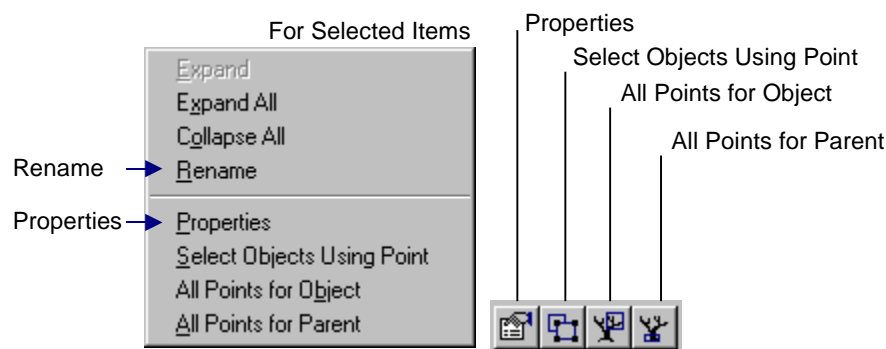 For Selected Items
Expand
Expand All
Collapse All
Rename
Rename
Properties
Properties
Select Objects Using Point
All Points for Object
All Points for Parent
Properties
Select Objects Using Point
All Points for Object
All Points for Parent